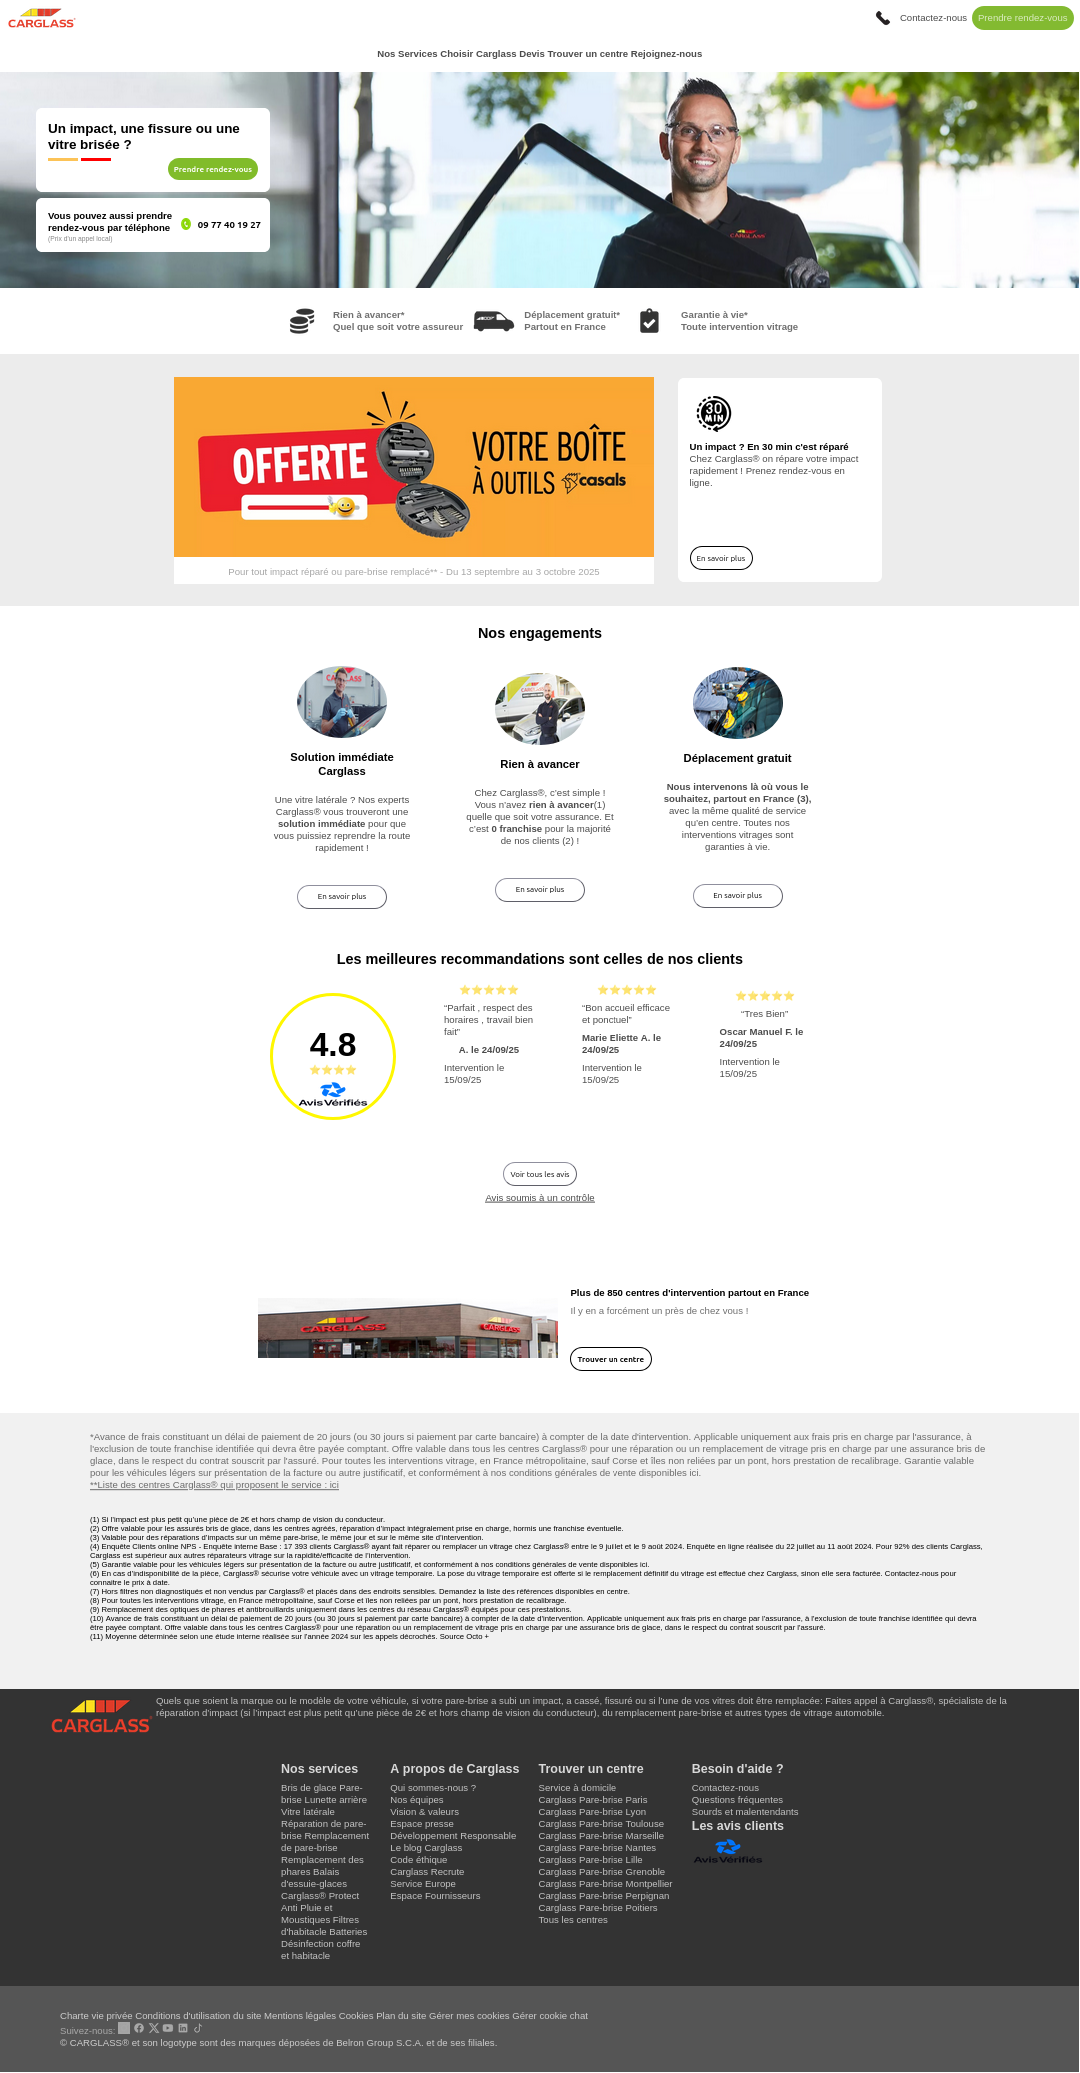 CARGLASS
Contactez-nous
Prendre rendez-vous
Nos Services Choisir Carglass Devis Trouver un centre Rejoignez-nous
Un impact, une fissure ou une
vitre brisée ?
Prendre rendez-vous
Vous pouvez aussi prendre
rendez-vous par téléphone
(Prix d'un appel local)
09 77 40 19 27
CARGLASS
Rien à avancer*
Quel que soit votre assureur
Déplacement gratuit*
Partout en France
Garantie à vie*
Toute intervention vitrage
OFFERTE
VOTRE BOÎTE
À OUTILS
casals
Pour tout impact réparé ou pare-brise remplacé** - Du 13 septembre au 3 octobre 2025
30
MIN
Un impact ? En 30 min c'est réparé
Chez Carglass® on répare votre impact
rapidement ! Prenez rendez-vous en
ligne.
En savoir plus
Nos engagements
Solution immédiate
Carglass
Une vitre latérale ? Nos experts
Carglass® vous trouveront une
solution immédiate pour que
vous puissiez reprendre la route
rapidement !
En savoir plus
Rien à avancer
Chez Carglass®, c'est simple !
Vous n'avez rien à avancer(1)
quelle que soit votre assurance. Et
c'est 0 franchise pour la majorité
de nos clients (2) !
En savoir plus
Déplacement gratuit
Nous intervenons là où vous le
souhaitez, partout en France (3),
avec la même qualité de service
qu'en centre. Toutes nos
interventions vitrages sont
garanties à vie.
En savoir plus
Les meilleures recommandations sont celles de nos clients
4.8
Avis Vérifiés
“Parfait , respect des
horaires , travail bien
fait”
A. le 24/09/25
Intervention le
15/09/25
“Bon accueil efficace
et ponctuel”
Marie Eliette A. le
24/09/25
Intervention le
15/09/25
“Tres Bien”
Oscar Manuel F. le
24/09/25
Intervention le
15/09/25
Voir tous les avis
Avis soumis à un contrôle
CARGLASS
CARGLASS
Plus de 850 centres d'intervention partout en France
Il y en a forcément un près de chez vous !
Trouver un centre
*Avance de frais constituant un délai de paiement de 20 jours (ou 30 jours si paiement par carte bancaire) à compter de la date d'intervention. Applicable uniquement aux frais pris en charge par l'assurance, à
l'exclusion de toute franchise identifiée qui devra être payée comptant. Offre valable dans tous les centres Carglass® pour une réparation ou un remplacement de vitrage pris en charge par une assurance bris de
glace, dans le respect du contrat souscrit par l'assuré. Pour toutes les interventions vitrage, en France métropolitaine, sauf Corse et îles non reliées par un pont, hors prestation de recalibrage. Garantie valable
pour les véhicules légers sur présentation de la facture ou autre justificatif, et conformément à nos conditions générales de vente disponibles ici.
**Liste des centres Carglass® qui proposent le service : ici
(1) Si l'impact est plus petit qu'une pièce de 2€ et hors champ de vision du conducteur.
(2) Offre valable pour les assurés bris de glace, dans les centres agréés, réparation d'impact intégralement prise en charge, hormis une franchise éventuelle.
(3) Valable pour des réparations d'impacts sur un même pare-brise, le même jour et sur le même site d'intervention.
(4) Enquête Clients online NPS - Enquête interne Base : 17 393 clients Carglass® ayant fait réparer ou remplacer un vitrage chez Carglass® entre le 9 juillet et le 9 août 2024. Enquête en ligne réalisée du 22 juillet au 11 août 2024. Pour 92% des clients Carglass,
Carglass est supérieur aux autres réparateurs vitrage sur la rapidité/efficacité de l'intervention.
(5) Garantie valable pour les véhicules légers sur présentation de la facture ou autre justificatif, et conformément à nos conditions générales de vente disponibles ici.
(6) En cas d'indisponibilité de la pièce, Carglass® sécurise votre véhicule avec un vitrage temporaire. La pose du vitrage temporaire est offerte si le remplacement définitif du vitrage est effectué chez Carglass, sinon elle sera facturée. Contactez-nous pour
connaitre le prix à date.
(7) Hors filtres non diagnostiqués et non vendus par Carglass® et placés dans des endroits sensibles. Demandez la liste des références disponibles en centre.
(8) Pour toutes les interventions vitrage, en France métropolitaine, sauf Corse et îles non reliées par un pont, hors prestation de recalibrage.
(9) Remplacement des optiques de phares et antibrouillards uniquement dans les centres du réseau Carglass® équipés pour ces prestations.
(10) Avance de frais constituant un délai de paiement de 20 jours (ou 30 jours si paiement par carte bancaire) à compter de la date d'intervention. Applicable uniquement aux frais pris en charge par l'assurance, à l'exclusion de toute franchise identifiée qui devra
être payée comptant. Offre valable dans tous les centres Carglass® pour une réparation ou un remplacement de vitrage pris en charge par une assurance bris de glace, dans le respect du contrat souscrit par l'assuré.
(11) Moyenne déterminée selon une étude interne réalisée sur l'année 2024 sur les appels décrochés. Source Octo +
CARGLASS
Quels que soient la marque ou le modèle de votre véhicule, si votre pare-brise a subi un impact, a cassé, fissuré ou si l'une de vos vitres doit être remplacée: Faites appel à Carglass®, spécialiste de la
réparation d'impact (si l'impact est plus petit qu'une pièce de 2€ et hors champ de vision du conducteur), du remplacement pare-brise et autres types de vitrage automobile.
Nos services
Bris de glace Pare-
brise Lunette arrière
Vitre latérale
Réparation de pare-
brise Remplacement
de pare-brise
Remplacement des
phares Balais
d'essuie-glaces
Carglass® Protect
Anti Pluie et
Moustiques Filtres
d'habitacle Batteries
Désinfection coffre
et habitacle
A propos de Carglass
Qui sommes-nous ?
Nos équipes
Vision & valeurs
Espace presse
Développement Responsable
Le blog Carglass
Code éthique
Carglass Recrute
Service Europe
Espace Fournisseurs
Trouver un centre
Service à domicile
Carglass Pare-brise Paris
Carglass Pare-brise Lyon
Carglass Pare-brise Toulouse
Carglass Pare-brise Marseille
Carglass Pare-brise Nantes
Carglass Pare-brise Lille
Carglass Pare-brise Grenoble
Carglass Pare-brise Montpellier
Carglass Pare-brise Perpignan
Carglass Pare-brise Poitiers
Tous les centres
Besoin d'aide ?
Contactez-nous
Questions fréquentes
Sourds et malentendants
Les avis clients
Avis Vérifiés
Charte vie privée Conditions d'utilisation du site Mentions légales Cookies Plan du site Gérer mes cookies Gérer cookie chat
Suivez-nous:
© CARGLASS® et son logotype sont des marques déposées de Belron Group S.C.A. et de ses filiales.